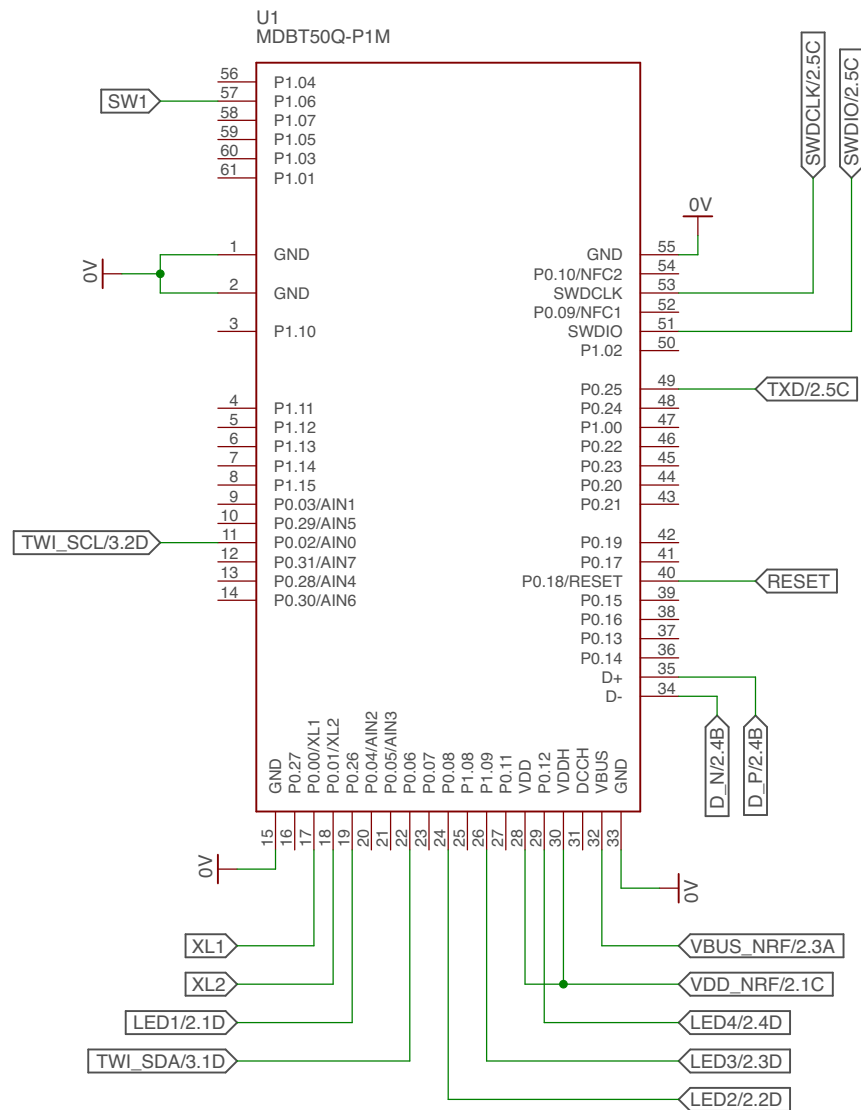 U1
MDBT50Q-P1M
56 P1.04
SW1 57 P1.06
58 P1.07
59 P1.05
60 P1.03
61 P1.01
SWDCLK/2.5C
SWDIO/2.5C
0V
0V
1 GND
2 GND
3 P1.10
GND 55
P0.10/NFC2 54
SWDCLK 53
P0.09/NFC1 52
SWDIO 51
P1.02 50
P0.25 49 TXD/2.5C
P0.24 48
P1.00 47
P0.22 46
P0.23 45
P0.20 44
P0.21 43
4 P1.11
5 P1.12
6 P1.13
7 P1.14
8 P1.15
9 P0.03/AIN1
10 P0.29/AIN5
TWI_SCL/3.2D 11 P0.02/AIN0
12 P0.31/AIN7
13 P0.28/AIN4
14 P0.30/AIN6
P0.19 42
P0.17 41
P0.18/RESET 40 RESET
P0.15 39
P0.16 38
P0.13 37
P0.14 36
D+ 35
D- 34
D_N/2.4B
D_P/2.4B
GND 15
P0.27 16
P0.00/XL1 17
P0.01/XL2 18
P0.26 19
P0.04/AIN2 20
P0.05/AIN3 21
P0.06 22
P0.07 23
P0.08 24
P1.08 25
P1.09 26
P0.11 27
VDD 28
P0.12 29
VDDH 30
DCCH 31
VBUS 32
GND 33
0V
0V
XL1
VBUS_NRF/2.3A
XL2
VDD_NRF/2.1C
LED1/2.1D
LED4/2.4D
TWI_SDA/3.1D
LED3/2.3D
LED2/2.2D